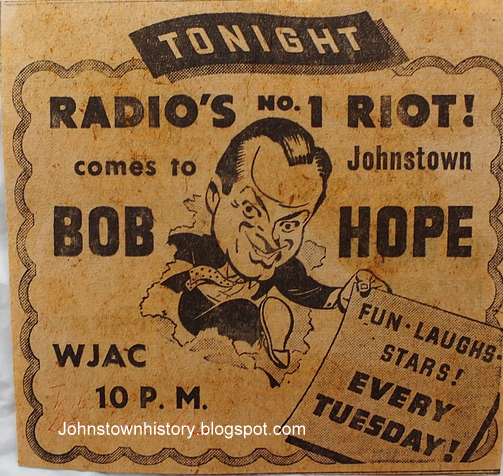 TONIGHT
RADIO'S NO. 1 RIOT!
comes to Johnstown
BOB HOPE
WJAC
10 P. M.
FUN · LAUGHS
STARS!
EVERY
TUESDAY!
Johnstownhistory.blogspot.com